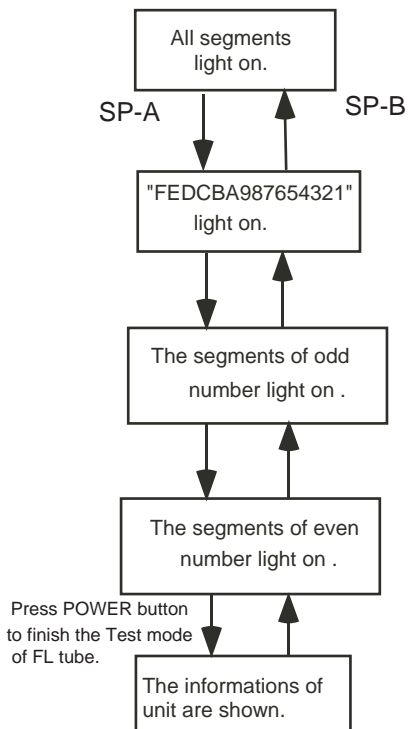 All segments
light on.
SP-A
SP-B
"FEDCBA987654321"
light on.
The segments of odd
number light on .
The segments of even
number light on .
Press POWER button
to finish the Test mode
of FL tube.
The informations of
unit are shown.